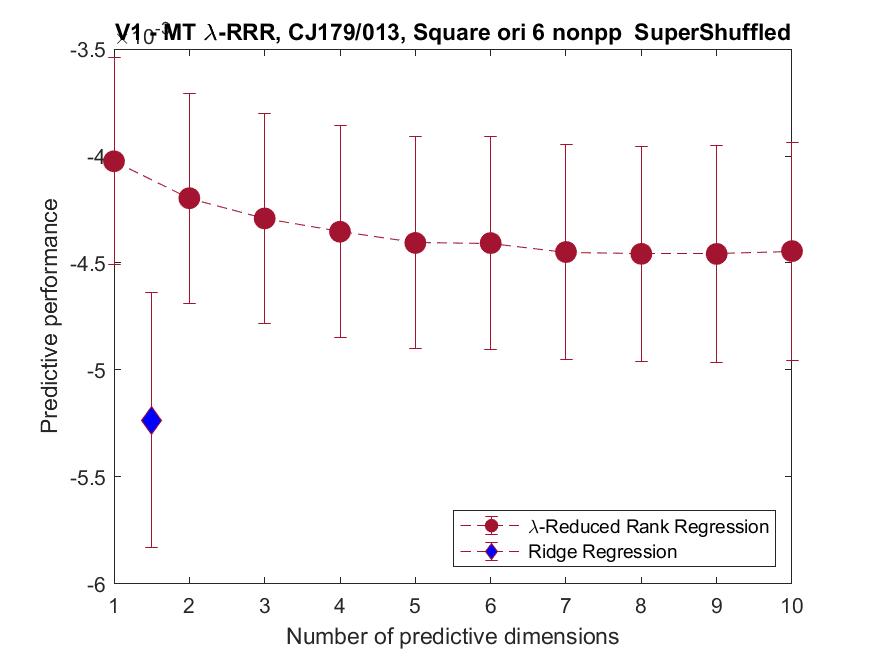 V1 - MT λ-RRR, CJ179/013, Square ori 6 nonpp SuperShuffled
×10⁻³
-3.5
-4
-4.5
-5
-5.5
-6
Predictive performance
1 2 3 4 5 6 7 8 9 10
Number of predictive dimensions
λ-Reduced Rank Regression
Ridge Regression